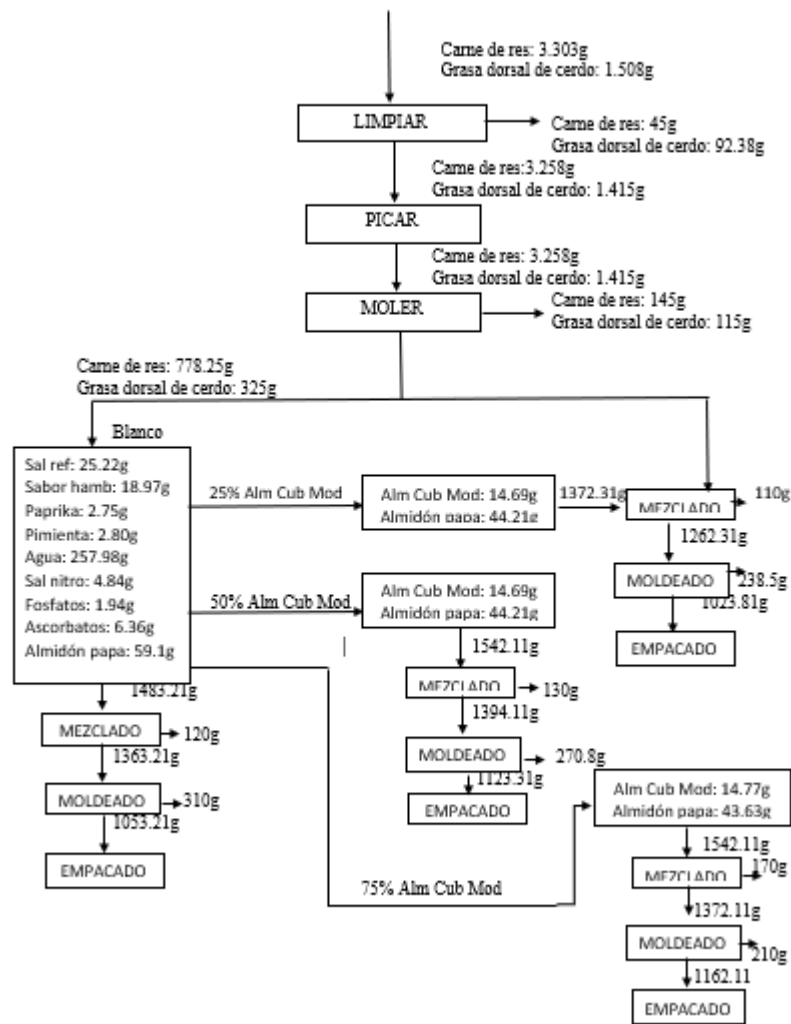 Carne de res: 3.303g
Grasa dorsal de cerdo: 1.508g
LIMPIAR
Carne de res: 45g
Grasa dorsal de cerdo: 92.38g
Carne de res:3.258g
Grasa dorsal de cerdo: 1.415g
PICAR
Carne de res: 3.258g
Grasa dorsal de cerdo: 1.415g
MOLER
Carne de res: 145g
Grasa dorsal de cerdo: 115g
Carne de res: 778.25g
Grasa dorsal de cerdo: 325g
Blanco
Sal ref: 25.22g
Sabor hamb: 18.97g
Paprika: 2.75g
Pimienta: 2.80g
Agua: 257.98g
Sal nitro: 4.84g
Fosfatos: 1.94g
Ascorbatos: 6.36g
Almidón papa: 59.1g
25% Alm Cub Mod
Alm Cub Mod: 14.69g
Almidón papa: 44.21g
1372.31g
MEZCLADO
110g
1262.31g
MOLDEADO
238.5g
1023.81g
EMPACADO
50% Alm Cub Mod
Alm Cub Mod: 14.69g
Almidón papa: 44.21g
1542.11g
MEZCLADO
130g
1394.11g
MOLDEADO
270.8g
1123.31g
EMPACADO
1483.21g
MEZCLADO
120g
1363.21g
MOLDEADO
310g
1053.21g
EMPACADO
75% Alm Cub Mod
Alm Cub Mod: 14.77g
Almidón papa: 43.63g
1542.11g
MEZCLADO
170g
1372.11g
MOLDEADO
210g
1162.11
EMPACADO